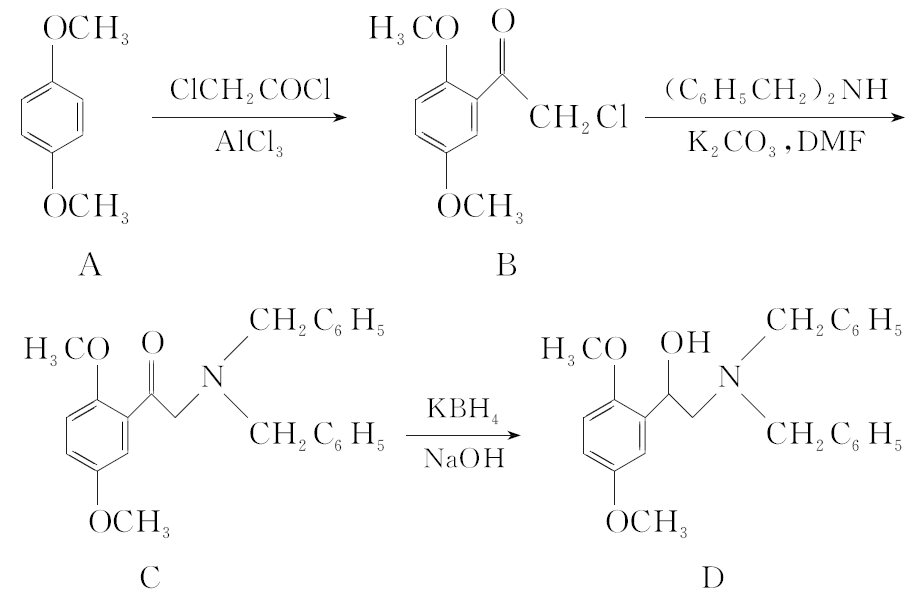 OCH₃
OCH₃
A
ClCH₂COCl
AlCl₃
H₃CO
O
CH₂Cl
OCH₃
B
(C₆H₅CH₂)₂NH
K₂CO₃,DMF
H₃CO
O
N
CH₂C₆H₅
CH₂C₆H₅
OCH₃
C
KBH₄
NaOH
H₃CO
OH
N
CH₂C₆H₅
CH₂C₆H₅
OCH₃
D